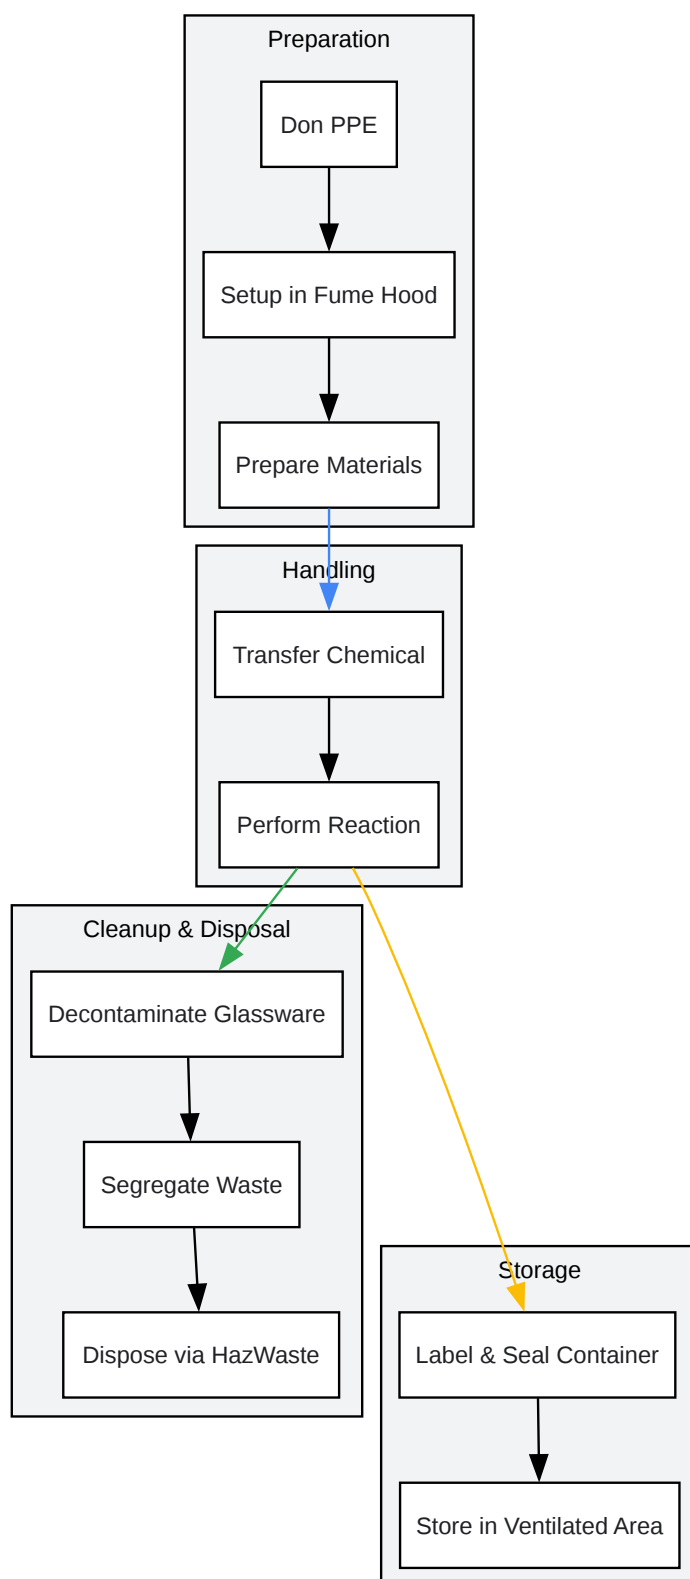 Preparation
Don PPE
Setup in Fume Hood
Prepare Materials
Handling
Transfer Chemical
Perform Reaction
Cleanup & Disposal
Decontaminate Glassware
Segregate Waste
Dispose via HazWaste
Storage
Label & Seal Container
Store in Ventilated Area